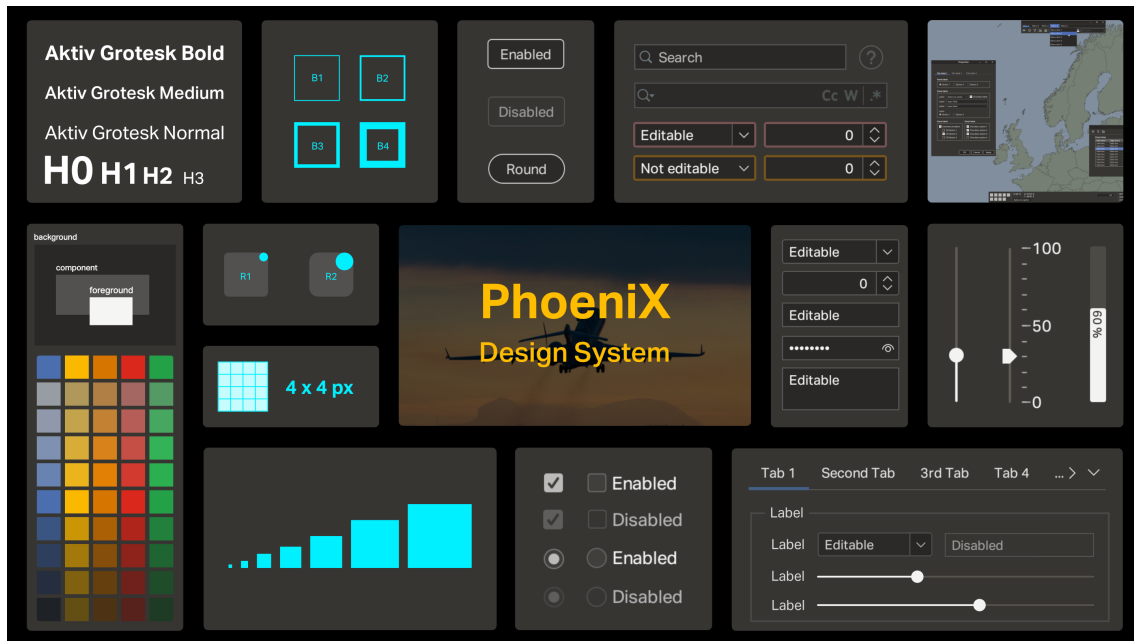 Aktiv Grotesk Bold
Aktiv Grotesk Medium
Aktiv Grotesk Normal
H0 H1 H2 H3
B1
B2
B3
B4
Enabled
Disabled
Round
Search
?
Cc W .*
Editable
0
Not editable
0
background
component
foreground
R1
R2
4 x 4 px
PhoeniX
Design System
Editable
0
Editable
••••••••
Editable
100
50
0
60 %
Enabled
Disabled
Enabled
Disabled
Tab 1 Second Tab 3rd Tab Tab 4 ...
Label
Label Editable Disabled
Label
Label